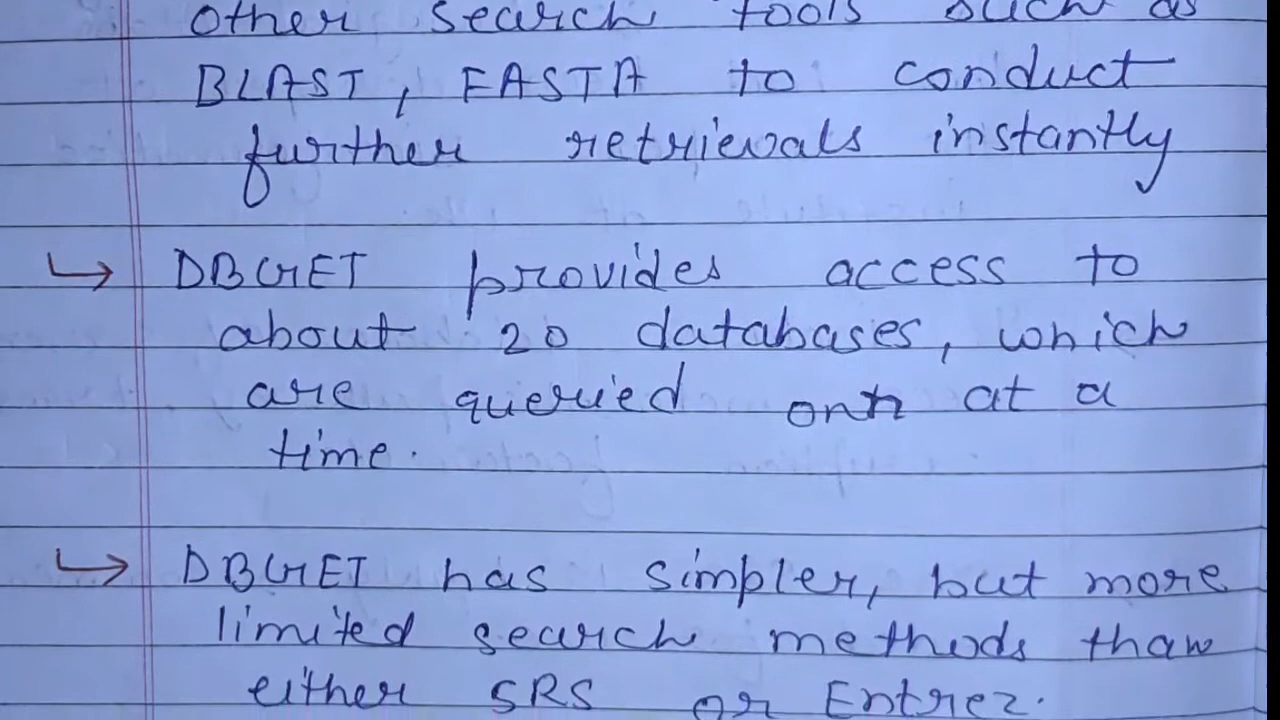 other search tools such as
BLAST, FASTA to conduct
further retrievals instantly
DBGET provides access to
about 20 databases, which
are queried on at a
time.
DBGET has simpler, but more
limited search methods than
either SRS or Entrez.